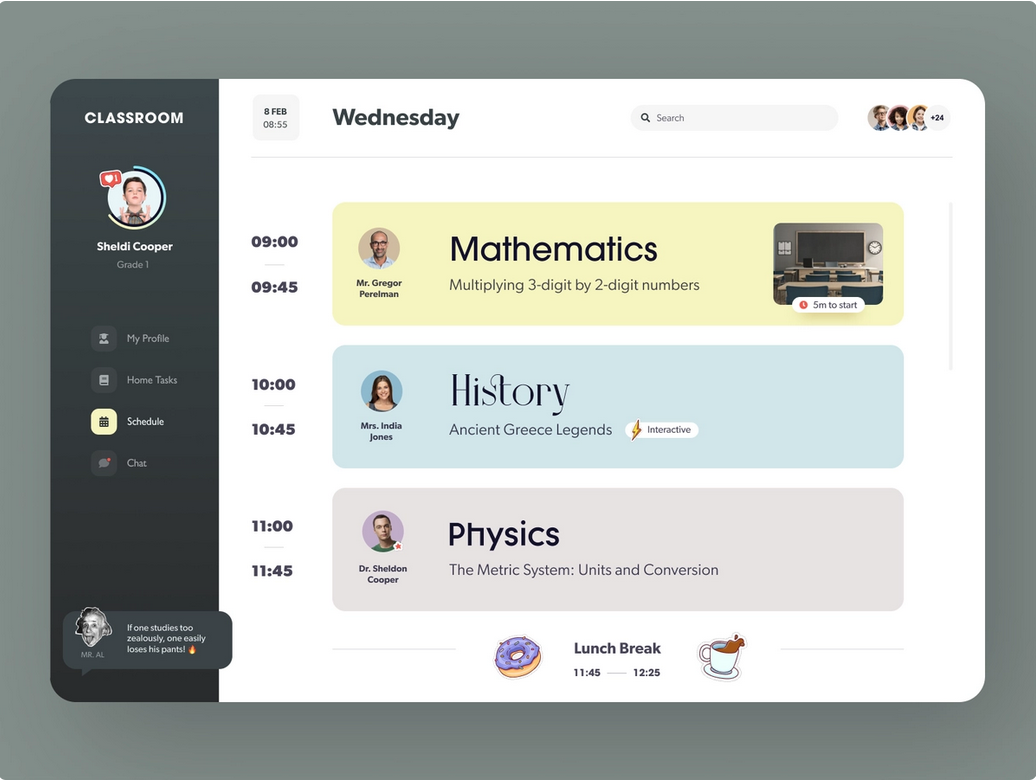 CLASSROOM
Sheldi Cooper
Grade 1
My Profile
Home Tasks
Schedule
Chat
If one studies too
zealously, one easily
loses his pants! 🔥
MR. AL
8 FEB
08:55
Wednesday
Search
+24
09:00
09:45
Mr. Gregor
Perelman
Mathematics
Multiplying 3-digit by 2-digit numbers
5m to start
10:00
10:45
Mrs. India
Jones
History
Ancient Greece Legends
Interactive
11:00
11:45
Dr. Sheldon
Cooper
Physics
The Metric System: Units and Conversion
Lunch Break
11:45 — 12:25